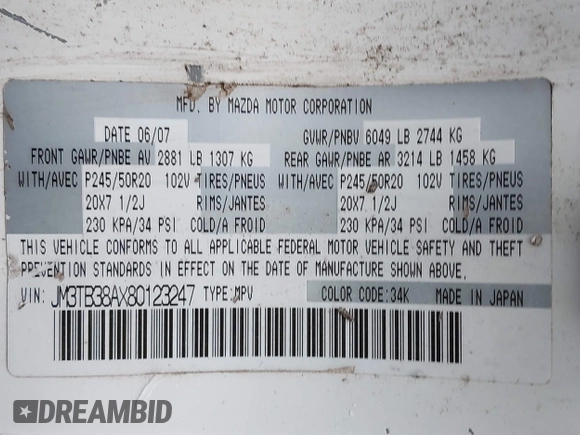 MFD. BY MAZDA MOTOR CORPORATION
DATE 06/07 GVWR/PNBV 6049 LB 2744 KG
FRONT GAWR/PNBE AV 2881 LB 1307 KG REAR GAWR/PNBE AR 3214 LB 1458 KG
WITH/AVEC P245/50R20 102V TIRES/PNEUS WITH/AVEC P245/50R20 102V TIRES/PNEUS
20X7 1/2J RIMS/JANTES 20X7 1/2J RIMS/JANTES
230 KPA/34 PSI COLD/A FROID 230 KPA/34 PSI COLD/A FROID
THIS VEHICLE CONFORMS TO ALL APPLICABLE FEDERAL MOTOR VEHICLE SAFETY AND THEFT
PREVENTION STANDARDS IN EFFECT ON THE DATE OF MANUFACTURE SHOWN ABOVE.
VIN: JM3TB38AX80123247 TYPE:MPV COLOR CODE:34K MADE IN JAPAN
DREAMBID